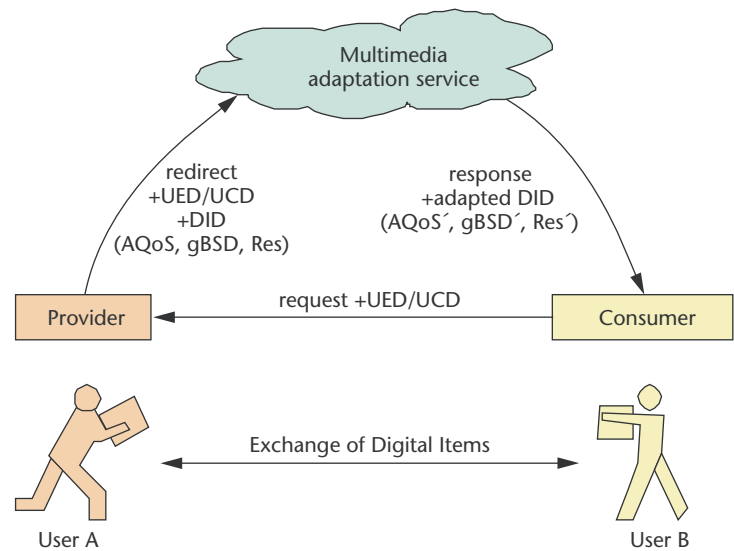 Multimedia
adaptation service
redirect
+UED/UCD
+DID
(AQoS, gBSD, Res)
response
+adapted DID
(AQoS´, gBSD´, Res´)
Provider
request +UED/UCD
Consumer
Exchange of Digital Items
User A
User B